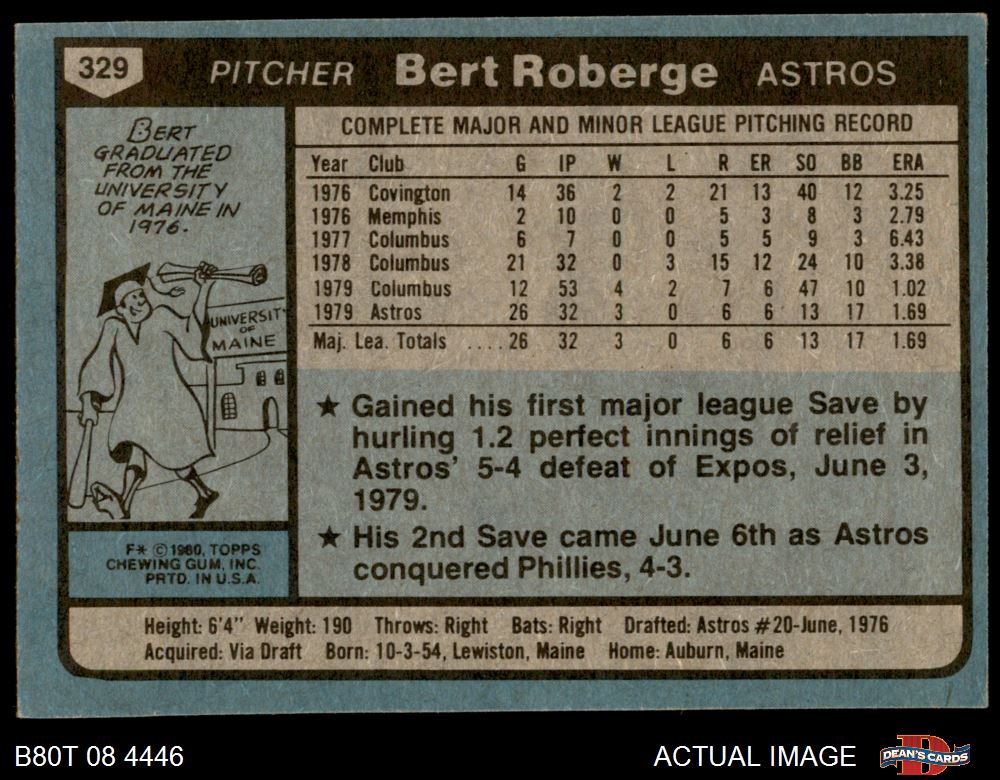 329 PITCHER Bert Roberge ASTROS
BERT
GRADUATED
FROM THE
UNIVERSITY
OF MAINE IN
1976.
UNIVERSITY
OF
MAINE
F* © 1980, TOPPS
CHEWING GUM, INC.
PRTD. IN U.S.A.
COMPLETE MAJOR AND MINOR LEAGUE PITCHING RECORD
Year Club G IP W L R ER SO BB ERA
1976 Covington 14 36 2 2 21 13 40 12 3.25
1976 Memphis 2 10 0 0 5 3 8 3 2.79
1977 Columbus 6 7 0 0 5 5 9 3 6.43
1978 Columbus 21 32 0 3 15 12 24 10 3.38
1979 Columbus 12 53 4 2 7 6 47 10 1.02
1979 Astros 26 32 3 0 6 6 13 17 1.69
Maj. Lea. Totals ....26 32 3 0 6 6 13 17 1.69
★ Gained his first major league Save by
hurling 1.2 perfect innings of relief in
Astros' 5-4 defeat of Expos, June 3,
1979.
★ His 2nd Save came June 6th as Astros
conquered Phillies, 4-3.
Height: 6'4" Weight: 190 Throws: Right Bats: Right Drafted: Astros #20-June, 1976
Acquired: Via Draft Born: 10-3-54, Lewiston, Maine Home: Auburn, Maine
B80T 08 4446 ACTUAL IMAGE D DEAN'S CARDS